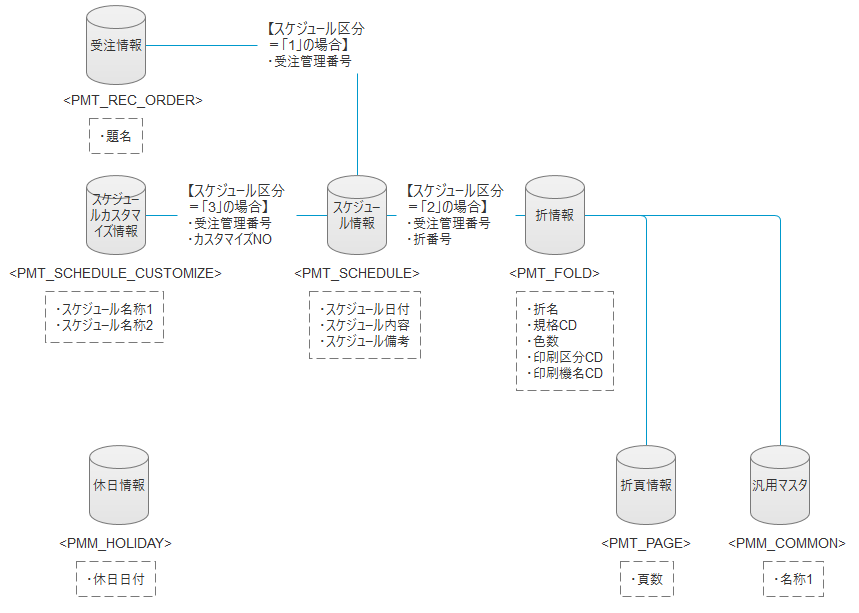 受注情報
【スケジュール区分
＝「1」の場合】
・受注管理番号
<PMT_REC_ORDER>
・題名
スケジュー
ルカスタマ
イズ情報
【スケジュール区分
＝「3」の場合】
・受注管理番号
・カスタマイズNO
スケジュー
ル情報
【スケジュール区分
＝「2」の場合】
・受注管理番号
・折番号
折情報
<PMT_SCHEDULE_CUSTOMIZE>
・スケジュール名称1
・スケジュール名称2
<PMT_SCHEDULE>
・スケジュール日付
・スケジュール内容
・スケジュール備考
<PMT_FOLD>
・折名
・規格CD
・色数
・印刷区分CD
・印刷機名CD
休日情報
<PMM_HOLIDAY>
・休日日付
折頁情報
<PMT_PAGE>
・頁数
汎用マスタ
<PMM_COMMON>
・名称1